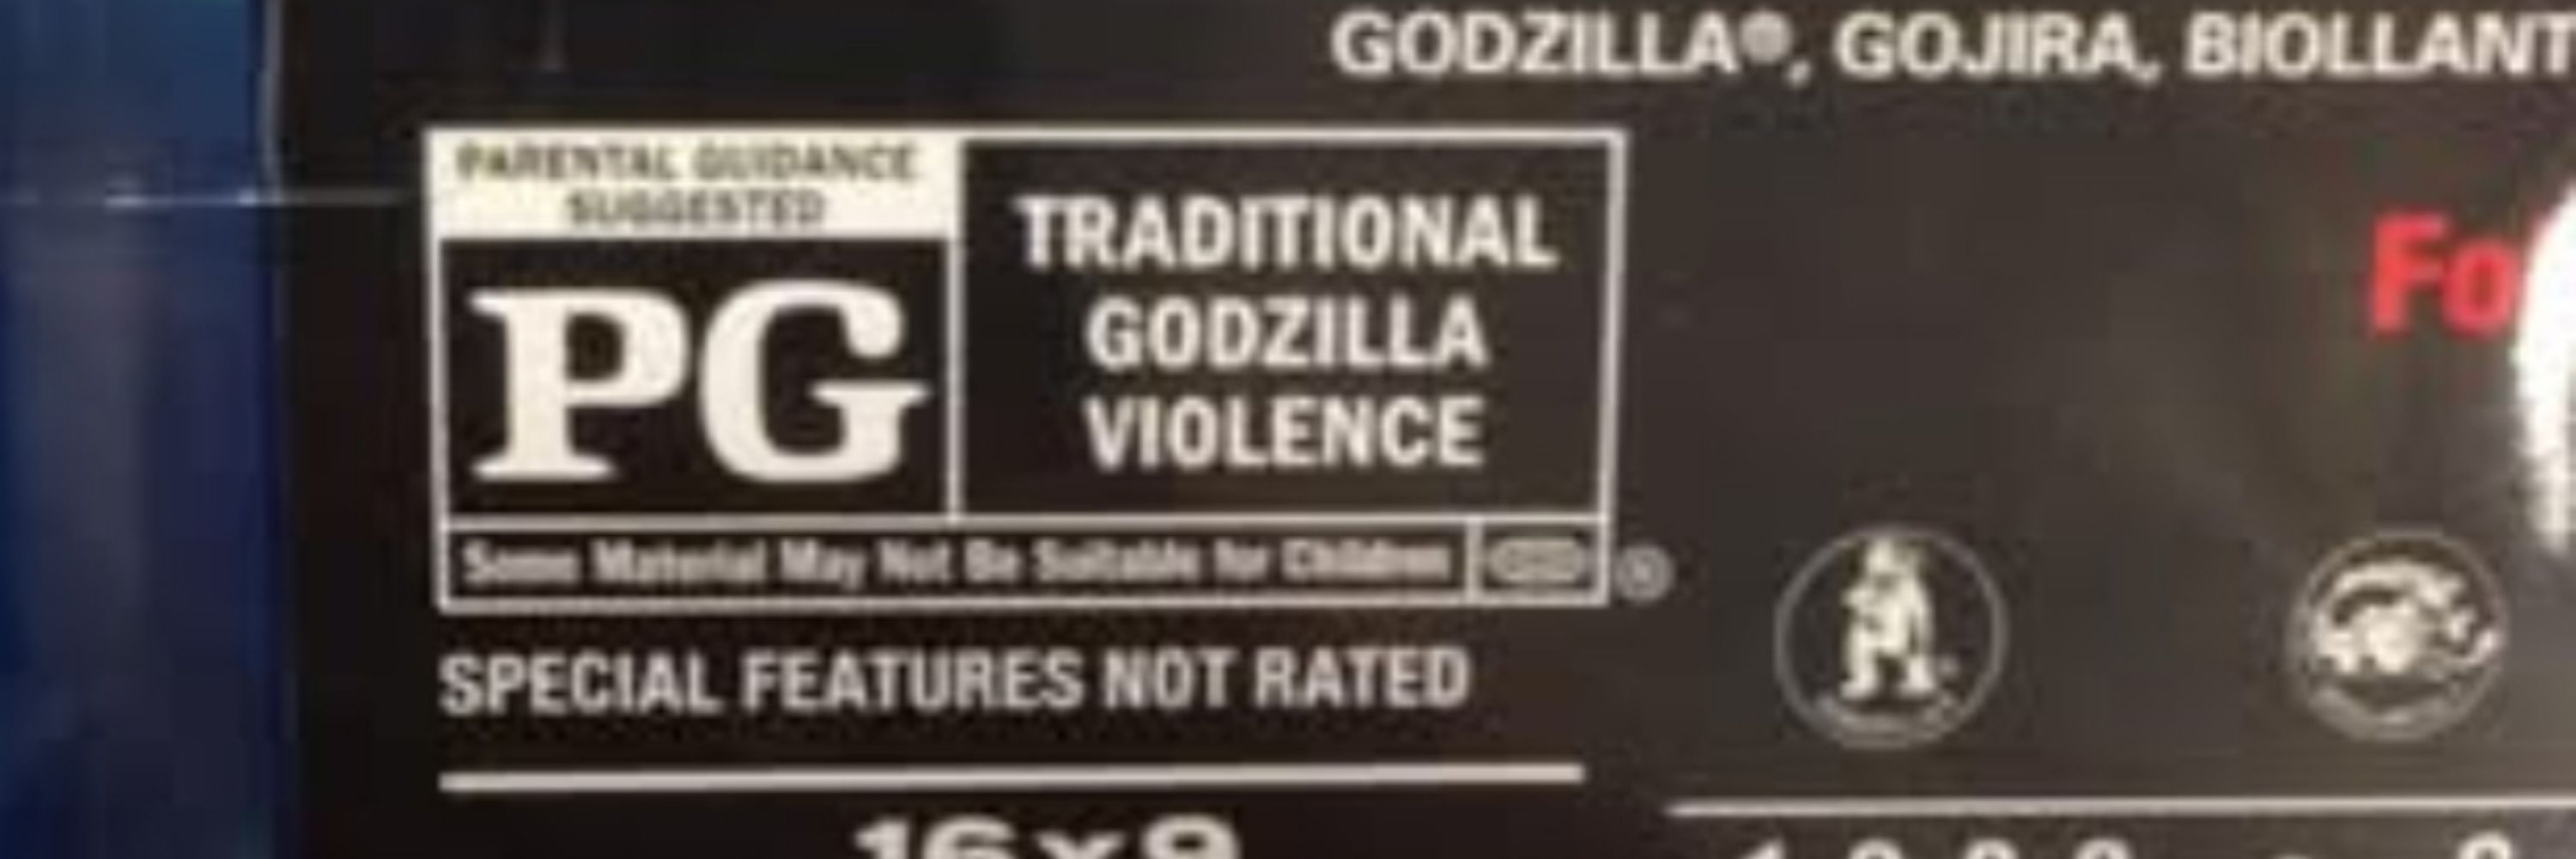 GODZILLA®, GOJIRA, BIOLLANT
PARENTAL GUIDANCE
SUGGESTED
PG
TRADITIONAL
GODZILLA
VIOLENCE
Some Material May Not Be Suitable for Children
®
SPECIAL FEATURES NOT RATED
Fo
16x9